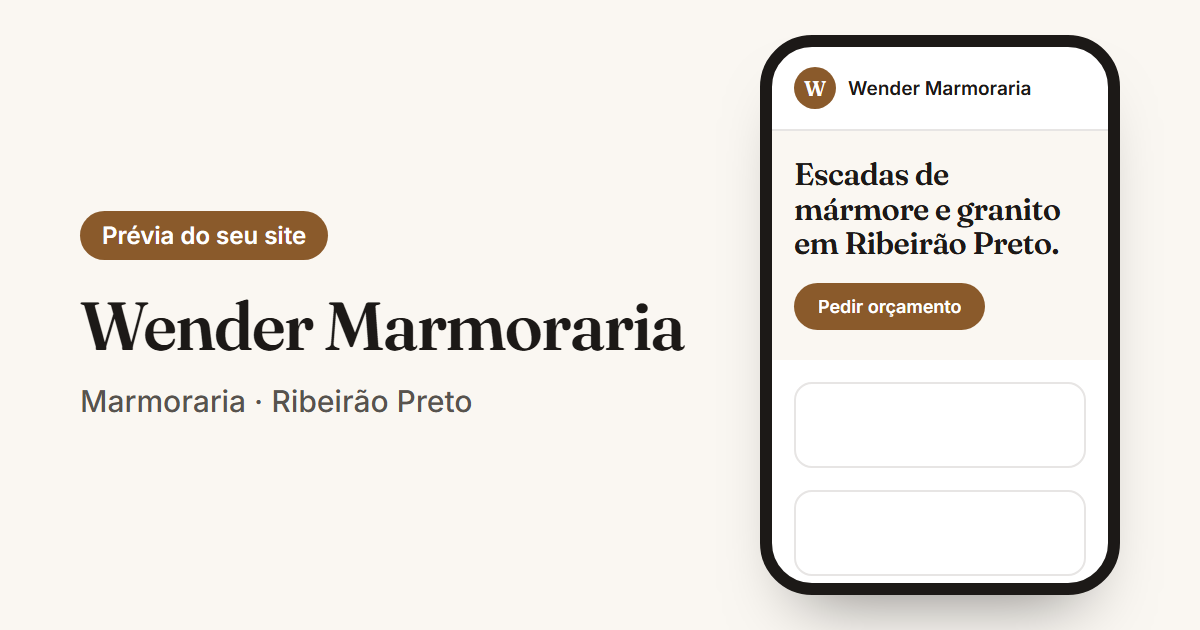 Prévia do seu site
Wender Marmoraria
Marmoraria · Ribeirão Preto
W
Wender Marmoraria
Escadas de
mármore e granito
em Ribeirão Preto.
Pedir orçamento